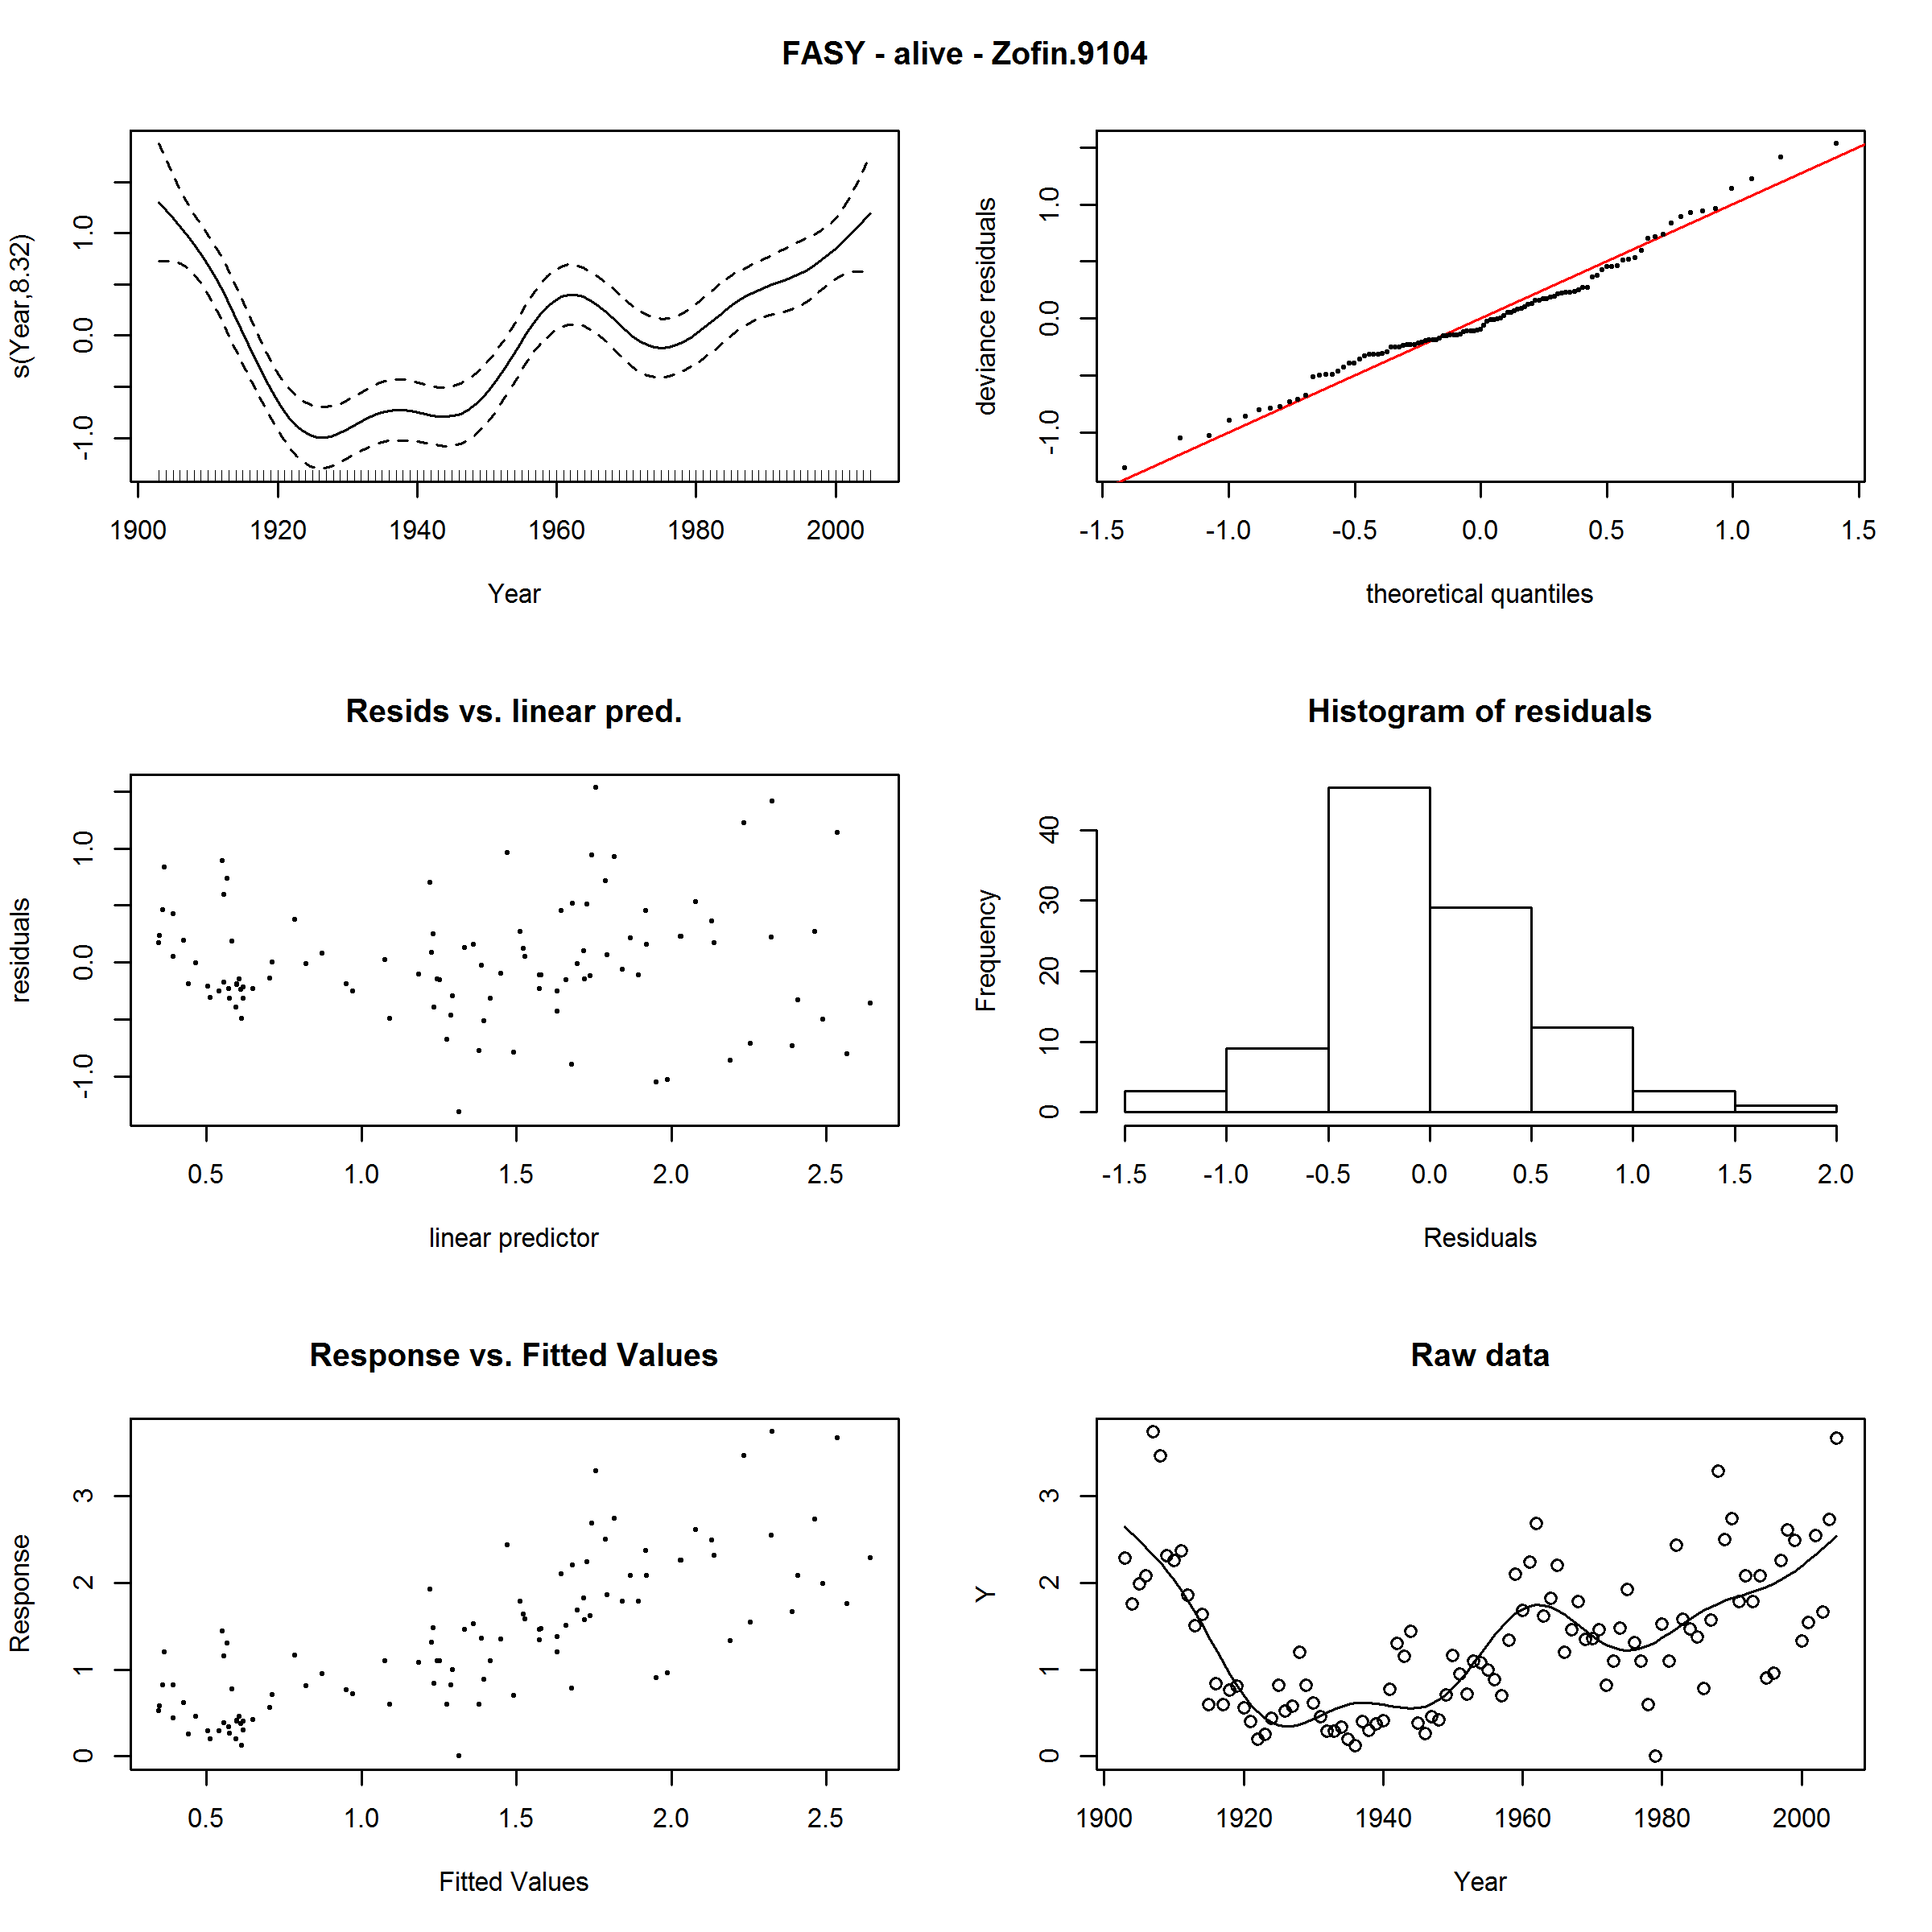 FASY - alive - Zofin.9104
s(Year,8.32)
-1.0 0.0 1.0
1900 1920 1940 1960 1980 2000
Year
deviance residuals
-1.0 0.0 1.0
-1.5 -1.0 -0.5 0.0 0.5 1.0 1.5
theoretical quantiles
Resids vs. linear pred.
residuals
-1.0 0.0 1.0
0.5 1.0 1.5 2.0 2.5
linear predictor
Histogram of residuals
Frequency
0 10 20 30 40
-1.5 -1.0 -0.5 0.0 0.5 1.0 1.5 2.0
Residuals
Response vs. Fitted Values
Response
0 1 2 3
0.5 1.0 1.5 2.0 2.5
Fitted Values
Raw data
Y
0 1 2 3
1900 1920 1940 1960 1980 2000
Year